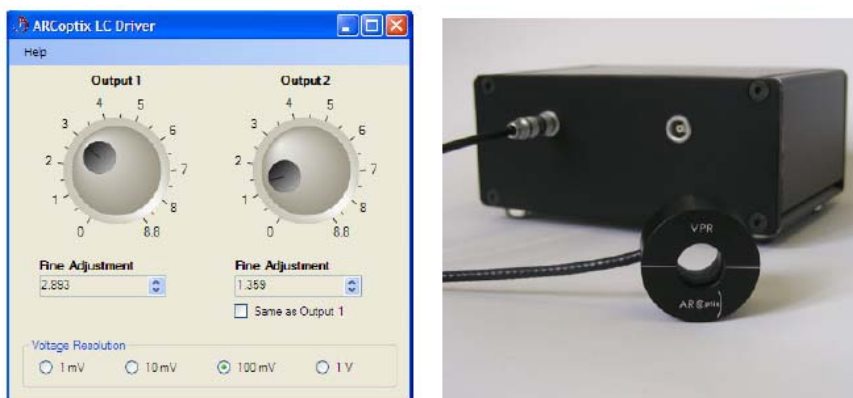 ARCoptix LC Driver
Help
Output 1
Output 2
0 1 2 3 4 5 6 7 8 8.8
0 1 2 3 4 5 6 7 8 8.8
Fine Adjustment
Fine Adjustment
2.893
1.359
Same as Output 1
Voltage Resolution
1 mV 10 mV 100 mV 1 V
VPR
ARCoptix